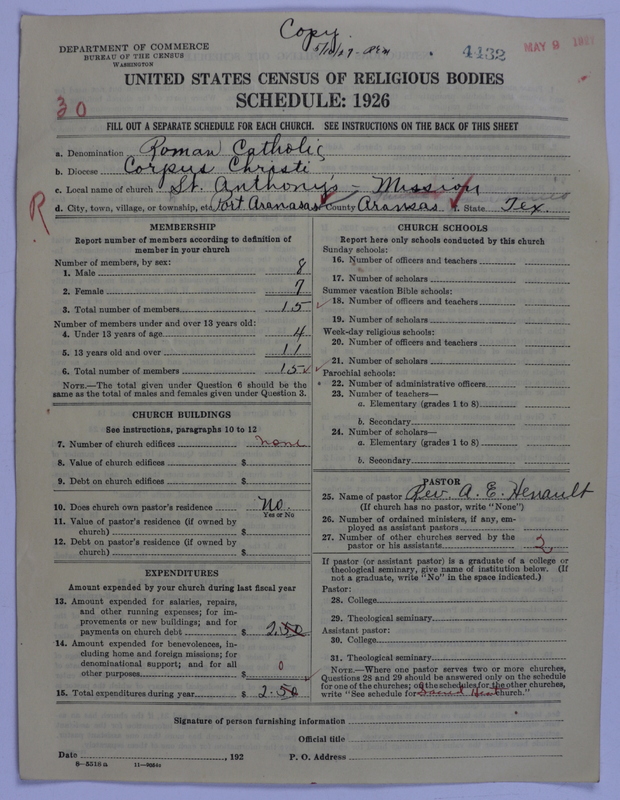 Copy
DEPARTMENT OF COMMERCE
BUREAU OF THE CENSUS
WASHINGTON
4132
MAY 9
UNITED STATES CENSUS OF RELIGIOUS BODIES
SCHEDULE: 1926
30
FILL OUT A SEPARATE SCHEDULE FOR EACH CHURCH. SEE INSTRUCTIONS ON THE BACK OF THIS SHEET
a. Denomination Roman Catholic
b. Diocese Corpus Christi
c. Local name of church St. Anthony's - Mission
R
d. City, town, village, or township, etc. Port Aransas County Aransas f. State Tex.
MEMBERSHIP
Report number of members according to definition of member in your church
Number of members, by sex:
1. Male 8
2. Female 7
3. Total number of members 15
Number of members under and over 13 years old:
4. Under 13 years of age 4
5. 13 years old and over 11
6. Total number of members 15
NOTE.—The total given under Question 6 should be the same as the total of males and females given under Question 3.
CHURCH BUILDINGS
See instructions, paragraphs 10 to 12
7. Number of church edifices none
8. Value of church edifices $
9. Debt on church edifices $
10. Does church own pastor's residence No.
Yes or No
11. Value of pastor's residence (if owned by church) $
12. Debt on pastor's residence (if owned by church) $
EXPENDITURES
Amount expended by your church during last fiscal year
13. Amount expended for salaries, repairs, and other running expenses; for improvements or new buildings; and for payments on church debt $ 2.50
14. Amount expended for benevolences, including home and foreign missions; for denominational support; and for all other purposes $ 0
15. Total expenditures during year $ 2.50
CHURCH SCHOOLS
Report here only schools conducted by this church
Sunday schools:
16. Number of officers and teachers
17. Number of scholars
Summer vacation Bible schools:
18. Number of officers and teachers
19. Number of scholars
Week-day religious schools:
20. Number of officers and teachers
21. Number of scholars
Parochial schools:
22. Number of administrative officers
23. Number of teachers—
a. Elementary (grades 1 to 8)
b. Secondary
24. Number of scholars—
a. Elementary (grades 1 to 8)
b. Secondary
PASTOR
25. Name of pastor Rev. A. E. Henault
(If church has no pastor, write "None")
26. Number of ordained ministers, if any, employed as assistant pastors
27. Number of other churches served by the pastor or his assistants 2
If pastor (or assistant pastor) is a graduate of a college or theological seminary, give name of institution below. (If not a graduate, write "No" in the space indicated.)
Pastor:
28. College
29. Theological seminary
Assistant pastor:
30. College
31. Theological seminary
NOTE.—Where one pastor serves two or more churches, Questions 28 and 29 should be answered only on the schedule for one of the churches; on the schedules for the other churches, write "See schedule for Sacred Heart church."
Signature of person furnishing information
Official title
Date , 192 P. O. Address
8—5518 a